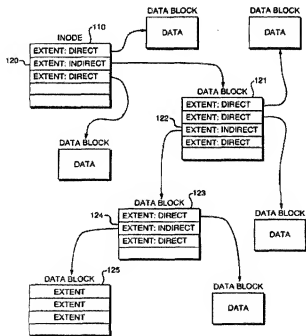 110
INODE
EXTENT: DIRECT
120
EXTENT: INDIRECT
EXTENT: DIRECT
DATA BLOCK
DATA
DATA BLOCK
DATA
DATA BLOCK
121
EXTENT: DIRECT
EXTENT: DIRECT
122
EXTENT: INDIRECT
EXTENT: DIRECT
DATA BLOCK
DATA
DATA BLOCK
123
EXTENT: DIRECT
124
EXTENT: INDIRECT
EXTENT: DIRECT
DATA BLOCK
DATA
DATA BLOCK
125
EXTENT
EXTENT
EXTENT
DATA BLOCK
DATA